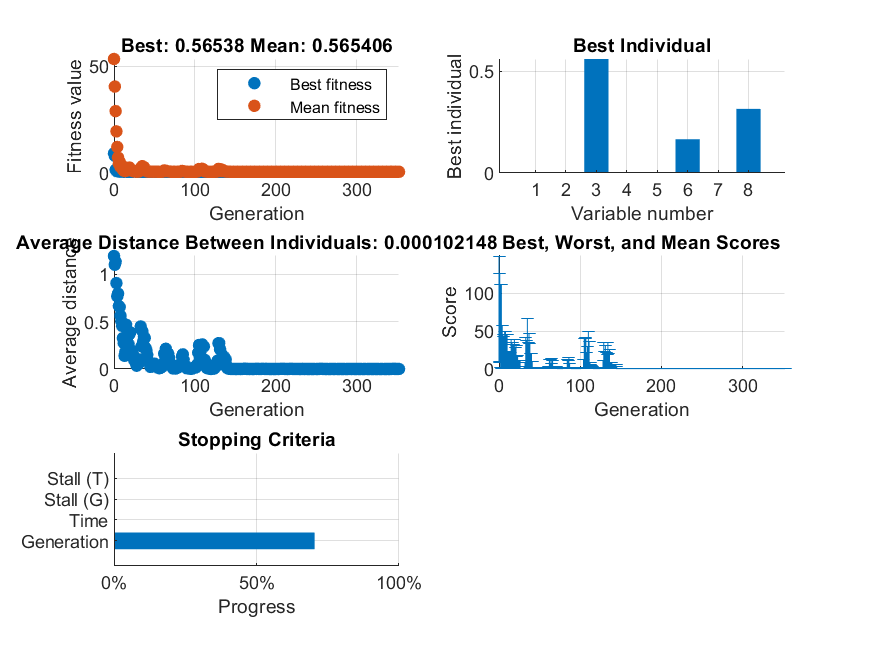 Best: 0.56538 Mean: 0.565406
Fitness value
50
0
Best fitness
Mean fitness
0 100 200 300
Generation
Best Individual
Best individual
0.5
0
1 2 3 4 5 6 7 8
Variable number
Average Distance Between Individuals: 0.000102148
Average distance
1
0.5
0
0 100 200 300
Generation
Best, Worst, and Mean Scores
Score
100
50
0
0 100 200 300
Generation
Stopping Criteria
Stall (T)
Stall (G)
Time
Generation
0% 50% 100%
Progress